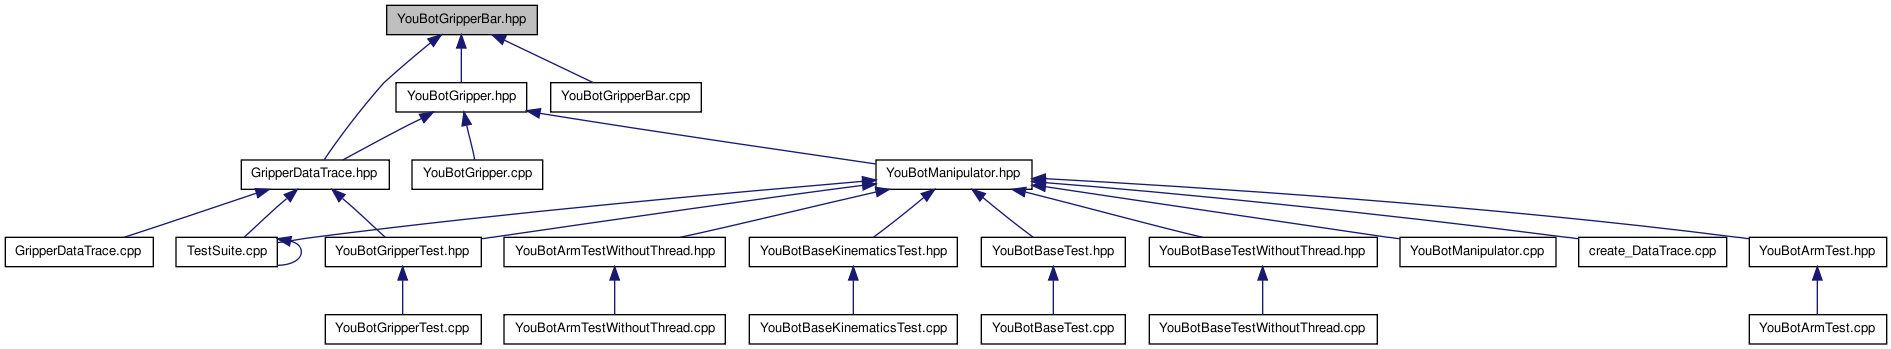 YouBotGripperBar.hpp
YouBotGripper.hpp
YouBotGripperBar.cpp
GripperDataTrace.hpp
YouBotGripper.cpp
YouBotManipulator.hpp
GripperDataTrace.cpp
TestSuite.cpp
YouBotGripperTest.hpp
YouBotArmTestWithoutThread.hpp
YouBotBaseKinematicsTest.hpp
YouBotBaseTest.hpp
YouBotBaseTestWithoutThread.hpp
YouBotManipulator.cpp
create_DataTrace.cpp
YouBotArmTest.hpp
YouBotGripperTest.cpp
YouBotArmTestWithoutThread.cpp
YouBotBaseKinematicsTest.cpp
YouBotBaseTest.cpp
YouBotBaseTestWithoutThread.cpp
YouBotArmTest.cpp